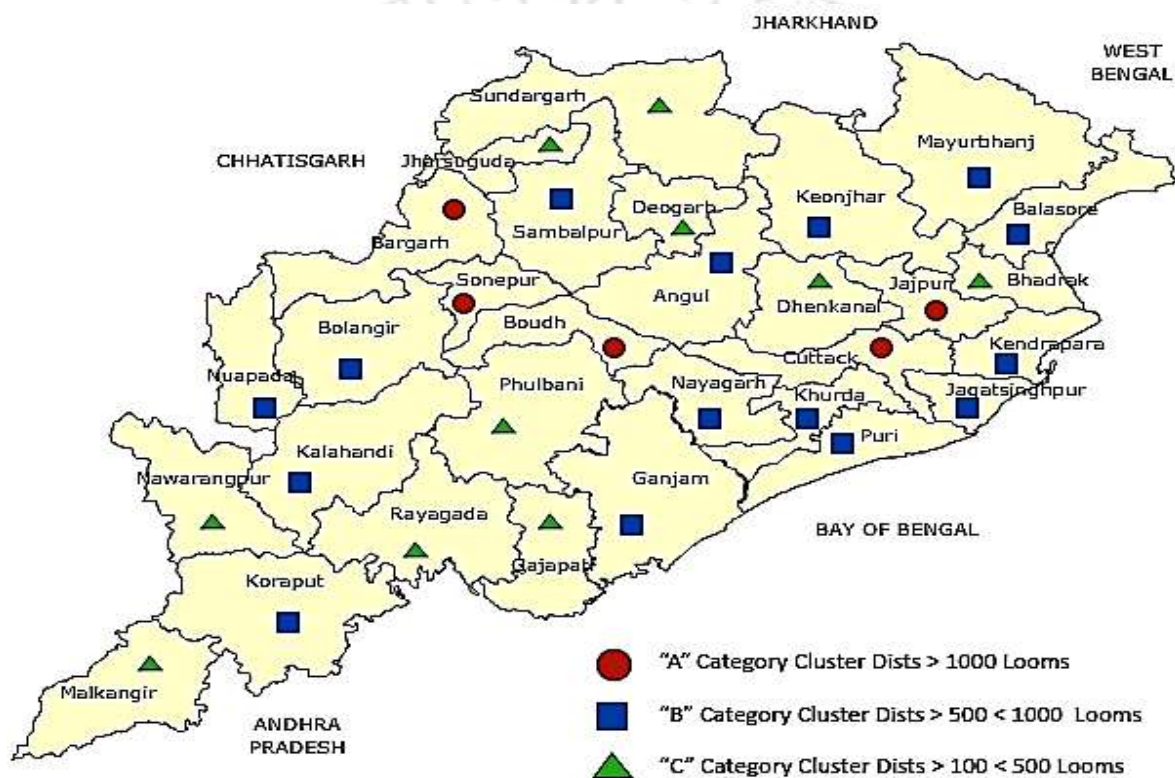 JHARKHAND
WEST
BENGAL
Sundargarh
Mayurbhanj
CHHATISGARH
Jharsuguda
Keonjhar
Deogarh
Balasore
Sambalpur
Bargarh
Sonepur
Jajpur
Bhadrak
Angul
Dhenkanal
Boudh
Bolangir
Kendrapara
Cuttack
Nuapada
Phulbani
Nayagarh
Khurda
Jagatsinghpur
Puri
Kalahandi
Nawarangpur
Ganjam
Rayagada
BAY OF BENGAL
Gajapati
Koraput
"A" Category Cluster Dists > 1000 Looms
Malkangir
"B" Category Cluster Dists > 500 < 1000 Looms
ANDHRA
PRADESH
"C" Category Cluster Dists > 100 < 500 Looms